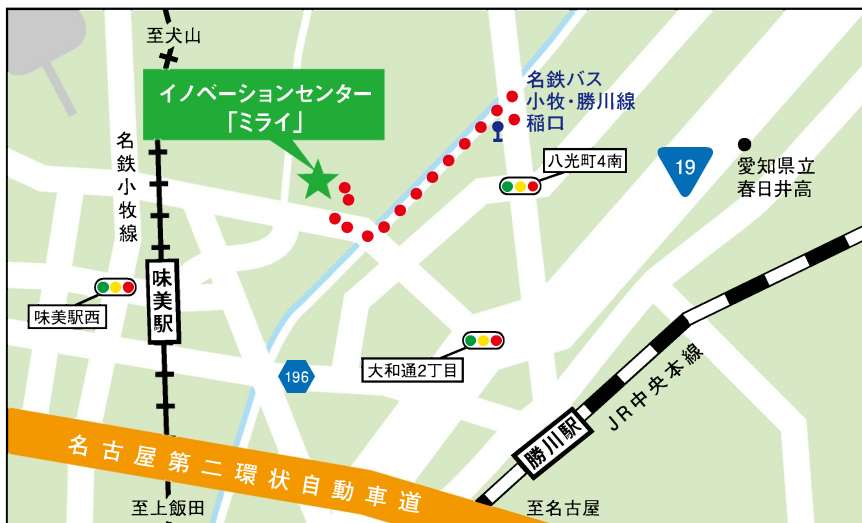 至犬山
イノベーションセンター
「ミライ」
名鉄バス
小牧・勝川線
稲口
八光町4南
19
愛知県立
春日井高
名鉄小牧線
味美駅
味美駅西
196
大和通2丁目
JR中央本線
勝川駅
名古屋第二環状自動車道
至上飯田
至名古屋